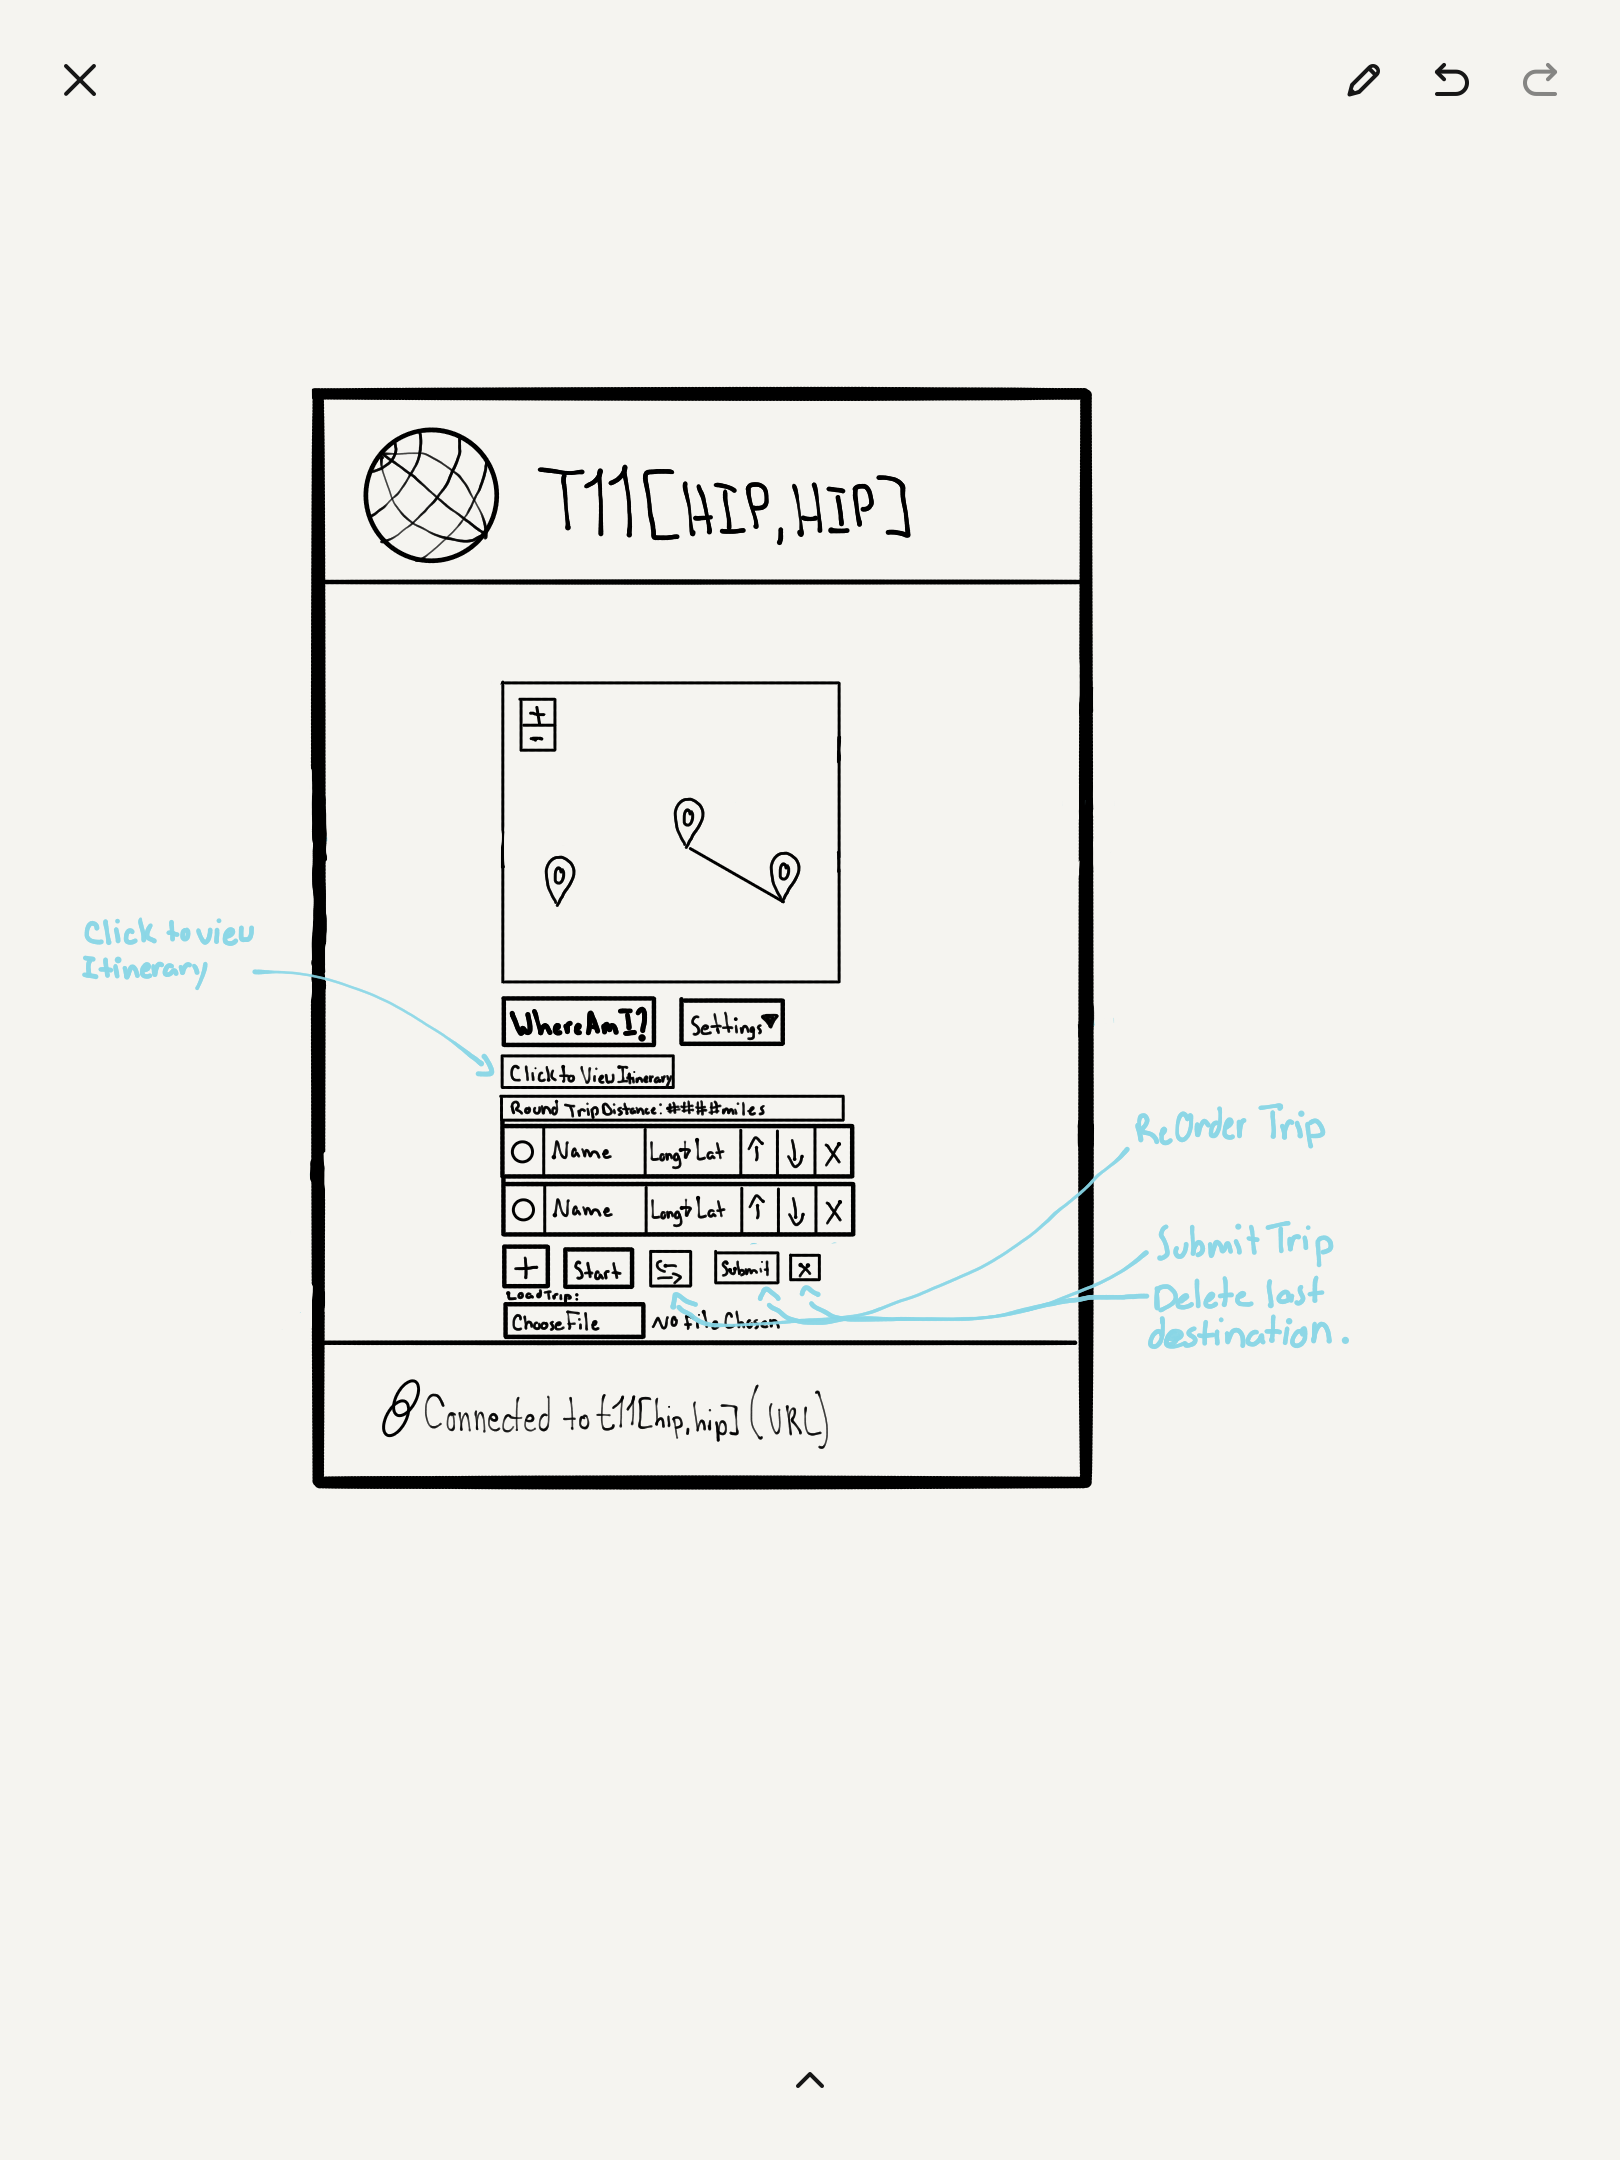 T11[HIP,HIP]
+
-
Click to view
Itinerary
Where Am I?
Settings
Click to View Itinerary
Round Trip Distance: ####miles
Name Long+Lat ↑ ↓ X
Name Long+Lat ↑ ↓ X
+ Start Submit x
Load Trip:
Choose File No File Chosen
ReOrder Trip
Submit Trip
Delete last
destination.
Connected to t11[hip,hip] (URL)